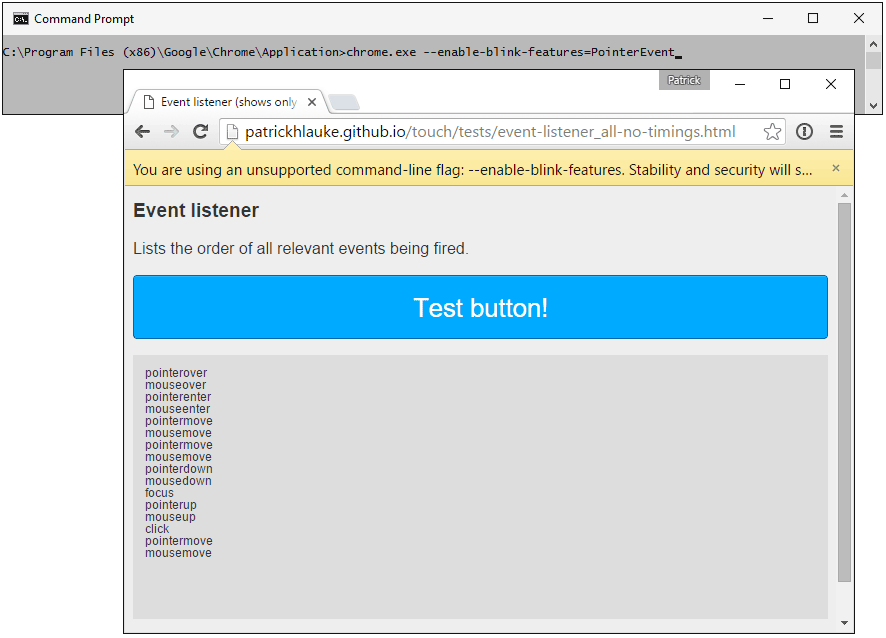 Command Prompt
C:\Program Files (x86)\Google\Chrome\Application>chrome.exe --enable-blink-features=PointerEvent_
Patrick
Event listener (shows only
patrickhlauke.github.io/touch/tests/event-listener_all-no-timings.html
You are using an unsupported command-line flag: --enable-blink-features. Stability and security will s...
Event listener
Lists the order of all relevant events being fired.
Test button!
pointerover
mouseover
pointerenter
mouseenter
pointermove
mousemove
pointermove
mousemove
pointerdown
mousedown
focus
pointerup
mouseup
click
pointermove
mousemove